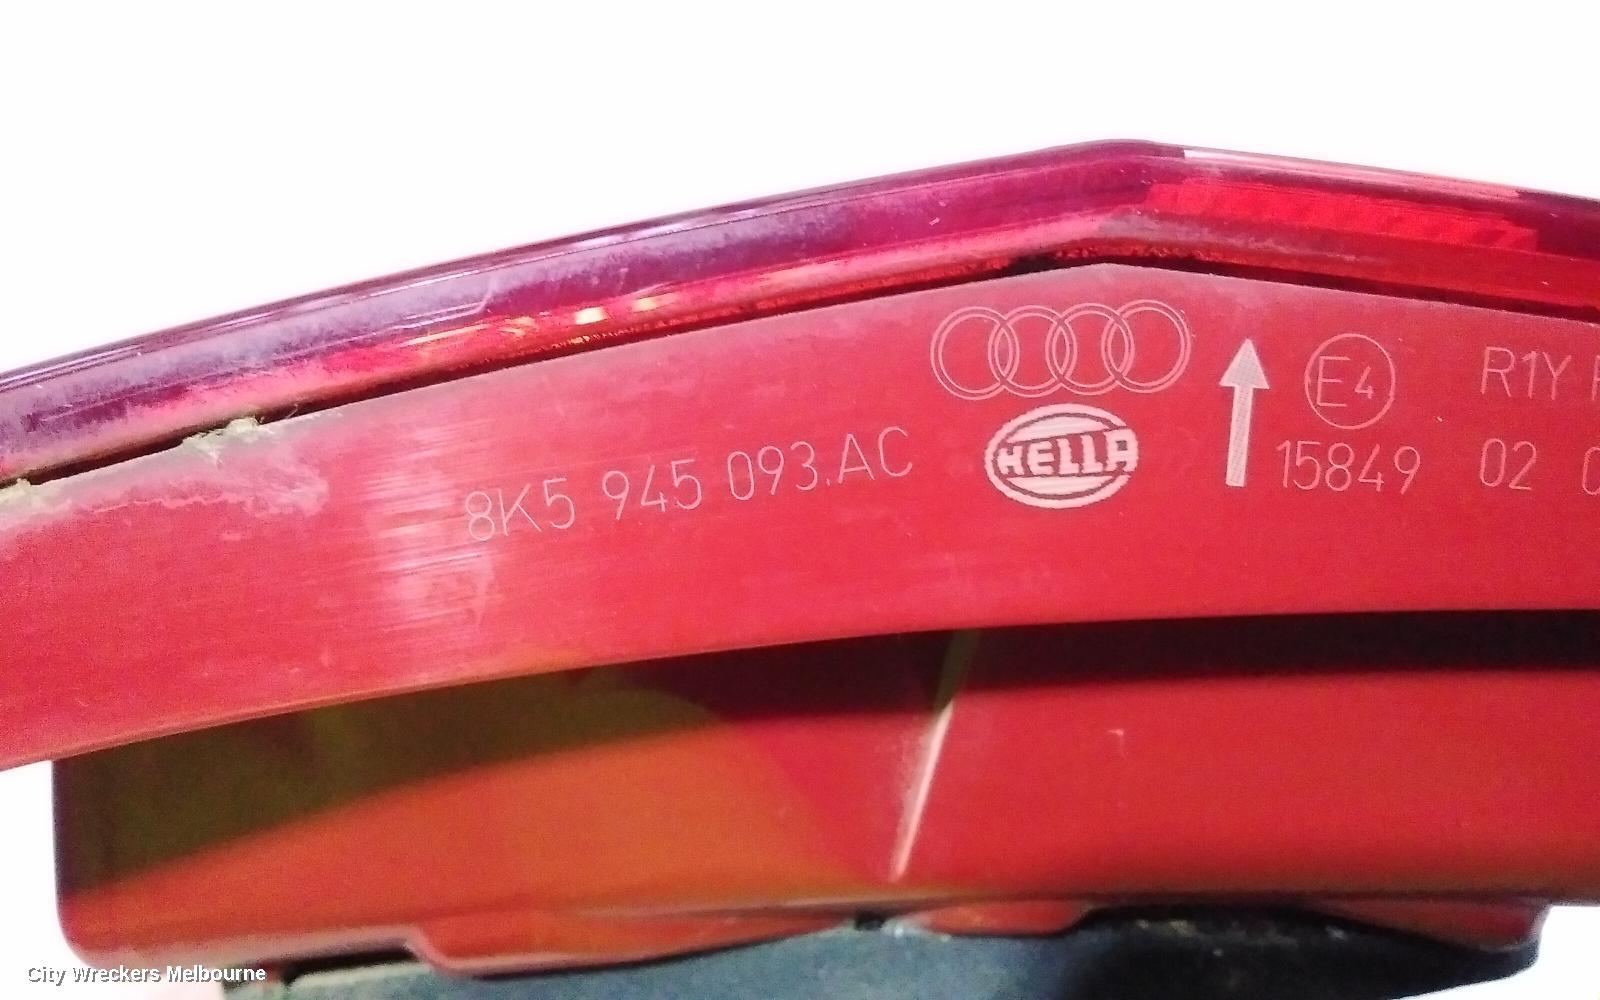 8K5 945 093.AC
HELLA
E4
15849
R1Y
02
City Wreckers Melbourne